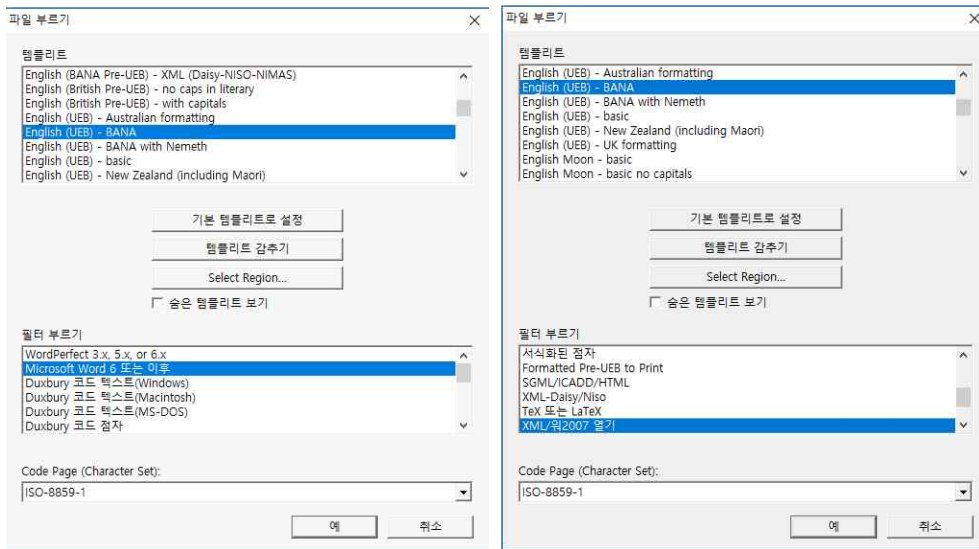 파일 부르기
템플리트
English (BANA Pre-UEB) - XML (Daisy-NISO-NIMAS)
English (British Pre-UEB) - no caps in literary
English (British Pre-UEB) - with capitals
English (UEB) - Australian formatting
English (UEB) - BANA
English (UEB) - BANA with Nemeth
English (UEB) - basic
English (UEB) - New Zealand (including Maori)
기본 템플리트로 설정
템플리트 감추기
Select Region...
숨은 템플리트 보기
필터 부르기
WordPerfect 3.x, 5.x, or 6.x
Microsoft Word 6 또는 이후
Duxbury 코드 텍스트(Windows)
Duxbury 코드 텍스트(Macintosh)
Duxbury 코드 텍스트(MS-DOS)
Duxbury 코드 점자
Code Page (Character Set):
ISO-8859-1
예
취소
파일 부르기
템플리트
English (UEB) - Australian formatting
English (UEB) - BANA
English (UEB) - BANA with Nemeth
English (UEB) - basic
English (UEB) - New Zealand (including Maori)
English (UEB) - UK formatting
English Moon - basic
English Moon - basic no capitals
기본 템플리트로 설정
템플리트 감추기
Select Region...
숨은 템플리트 보기
필터 부르기
서식화된 점자
Formatted Pre-UEB to Print
SGML/ICADD/HTML
XML-Daisy/Niso
TeX 또는 LaTeX
XML/워2007 열기
Code Page (Character Set):
ISO-8859-1
예
취소